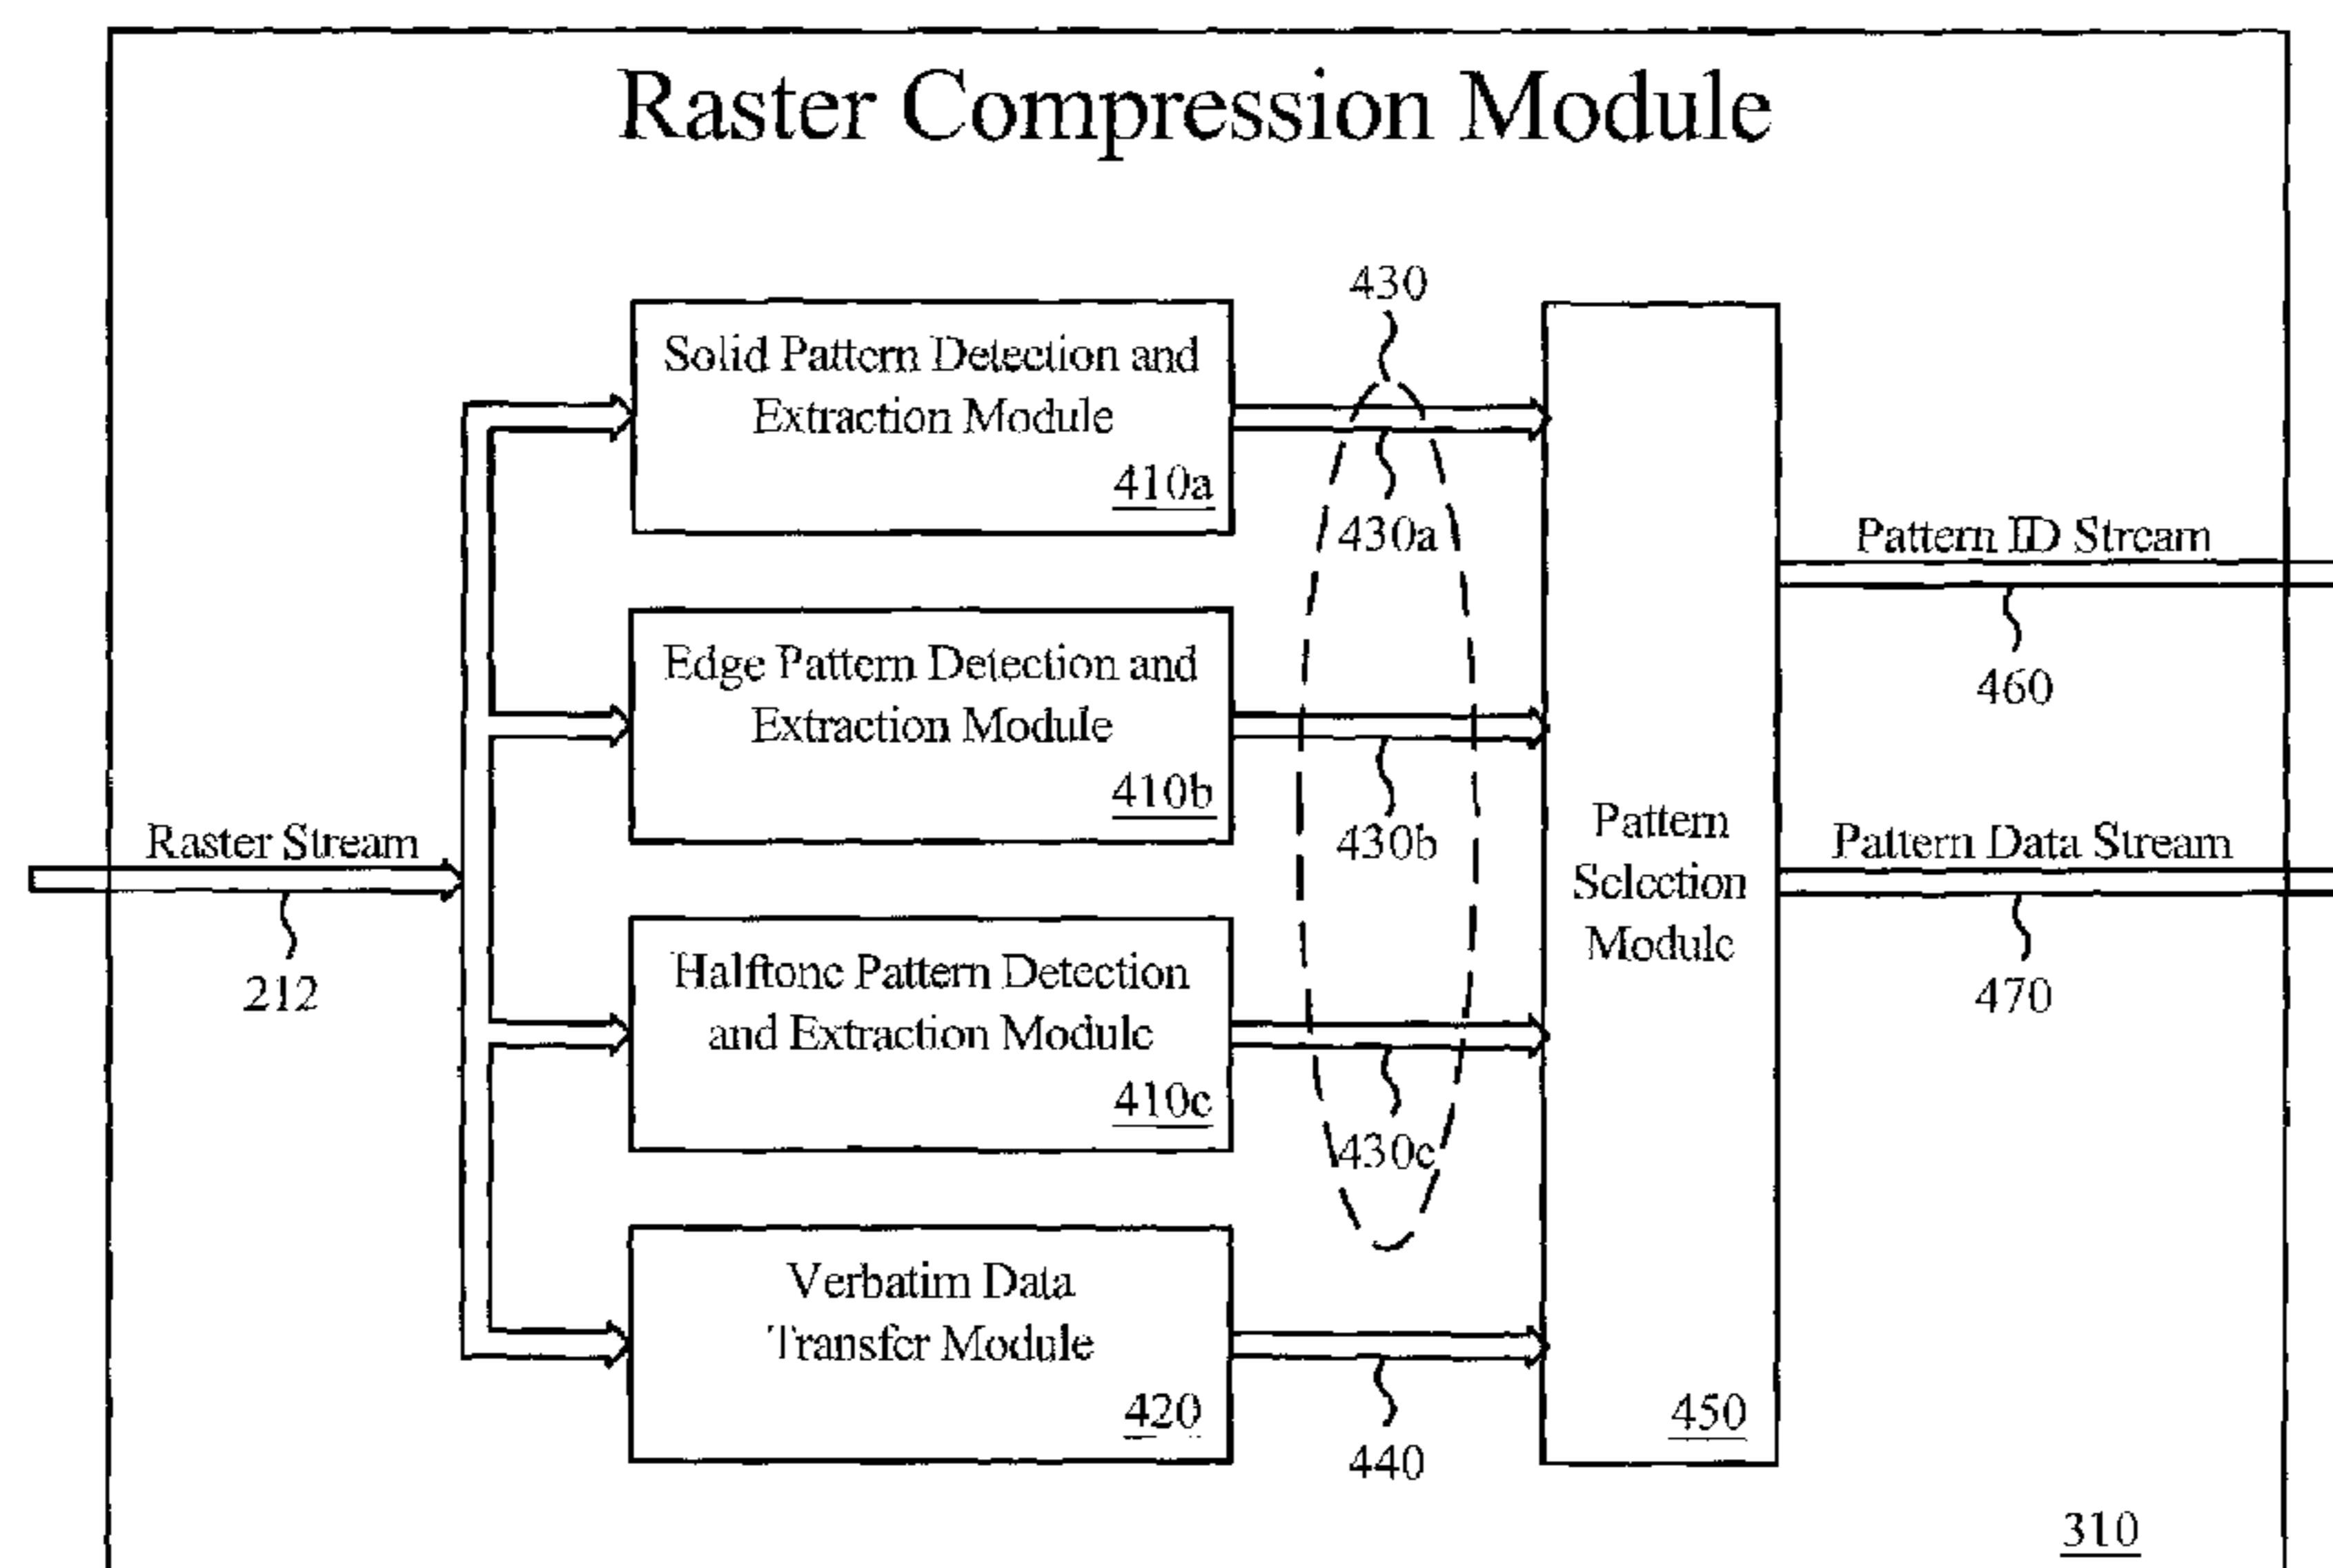 Raster Compression Module
430
Solid Pattern Detection and
Extraction Module
410a
430a
Pattern ID Stream
460
Edge Pattern Detection and
Extraction Module
410b
430b
Raster Stream
212
Pattern
Selection
Module
Pattern Data Stream
470
Halftone Pattern Detection
and Extraction Module
410c
430c
Verbatim Data
Transfer Module
420
440
450
310